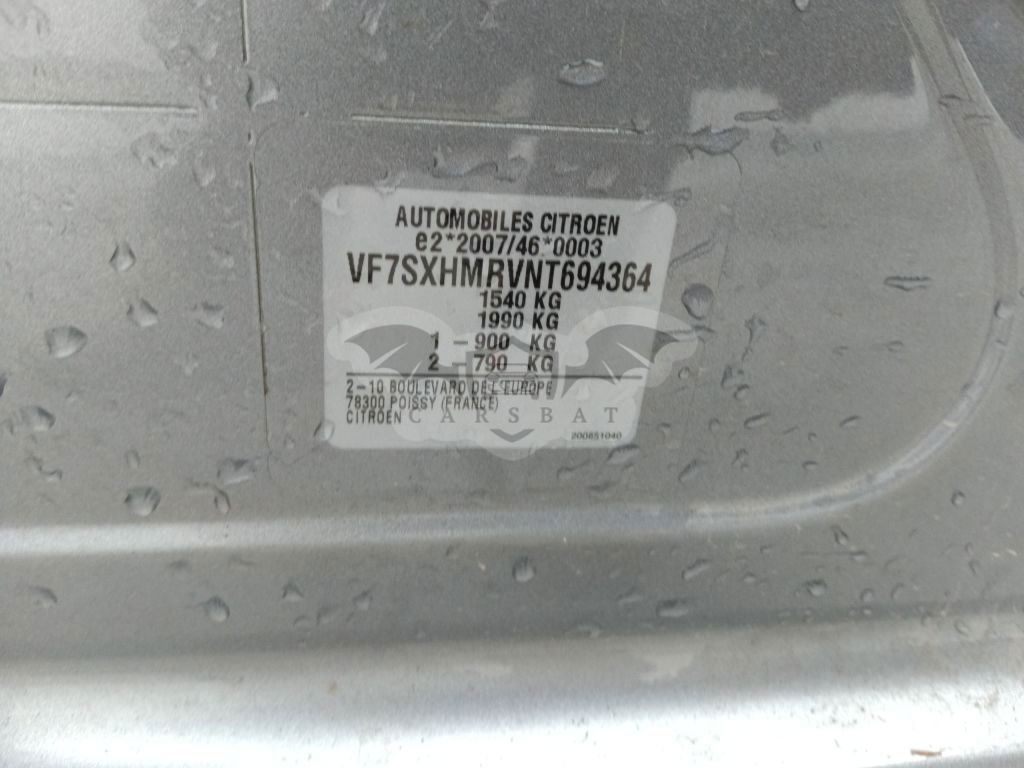 AUTOMOBILES CITROEN
e2*2007/46*0003
VF7SXHMRVNT694364
1540 KG
1990 KG
1 - 900 KG
2 - 790 KG
2-10 BOULEVARD DE L'EUROPE
78300 POISSY (FRANCE)
CITROEN
CARSBAT
200851040